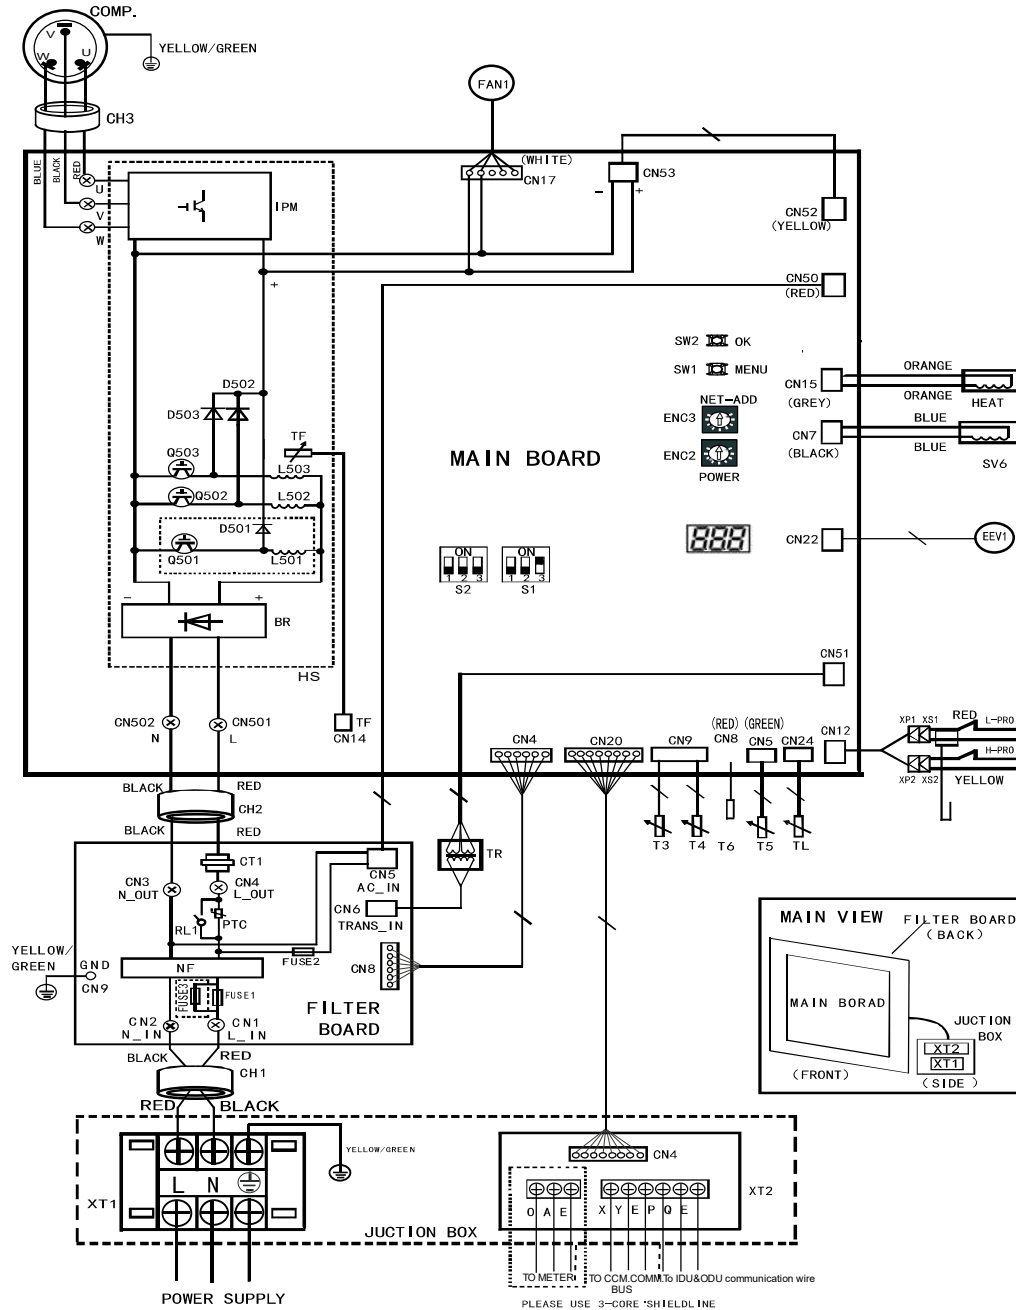 COMP.
V
W
U
YELLOW/GREEN
CH3
BLUE
BLACK
RED
U
V
W
IPM
FAN1
(WHITE)
CN17
CN53
-
+
CN52
(YELLOW)
CN50
(RED)
+
SW2 OK
SW1 MENU
NET-ADD
ENC3
ENC2
POWER
CN15
(GREY)
ORANGE
ORANGE
HEAT
CN7
(BLACK)
BLUE
BLUE
SV6
D502
D503
TF
Q503
L503
Q502
L502
D501
Q501
L501
MAIN BOARD
888
CN22
EEV1
ON
1 2 3
S2
ON
1 2 3
S1
-
+
BR
HS
CN51
TF
CN14
CN502
N
CN501
L
CN12
XP1 XS1
RED
L-PRO
H-PRO
XP2 XS2
YELLOW
CN4
CN20
CN9
(RED)
CN8
(GREEN)
CN5
CN24
T3
T4
T6
T5
TL
BLACK
RED
CH2
BLACK
RED
CT1
CN3
N_OUT
CN4
L_OUT
RL1
PTC
CN5
AC_IN
TR
CN6
TRANS_IN
FUSE2
CN8
YELLOW/
GREEN
GND
CN9
NF
FUSE3
FUSE1
FILTER
BOARD
CN2
N_IN
CN1
L_IN
BLACK
RED
CH1
RED
BLACK
MAIN VIEW
FILTER BOARD
(BACK)
MAIN BORAD
(FRONT)
JUCTION
BOX
XT2
XT1
(SIDE)
YELLOW/GREEN
XT1
L N
JUCTION BOX
POWER SUPPLY
CN4
XT2
O A E
X Y E P Q E
TO METER
TO CCM.COMM.
BUS
To IDU&ODU communication wire
PLEASE USE 3-CORE SHIELDLINE